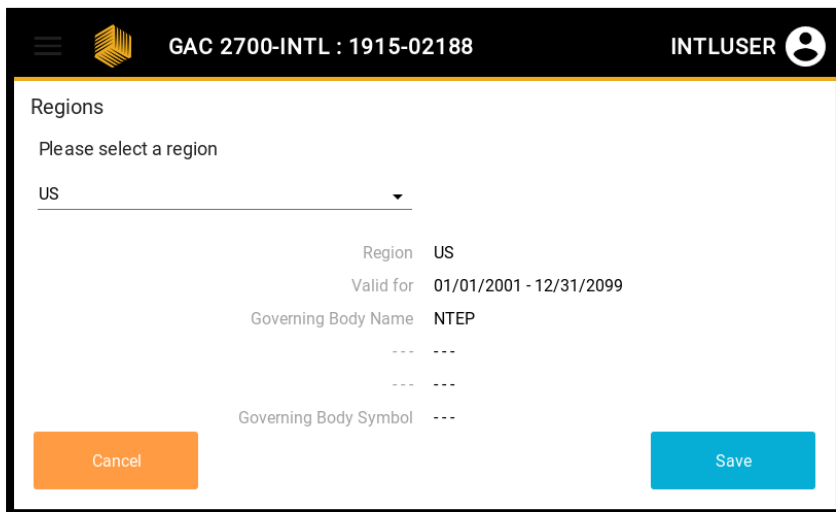 GAC 2700-INTL : 1915-02188 INTLUSER
Regions
Please select a region
US
Region US
Valid for 01/01/2001 - 12/31/2099
Governing Body Name NTEP
--- ---
--- ---
Governing Body Symbol ---
Cancel Save